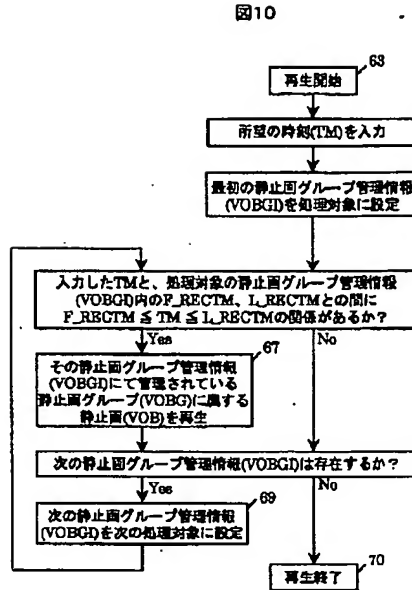 図10
63
再生開始
所望の時刻(TM)を入力
最初の静止画グループ管理情報
(VOBGI)を処理対象に設定
入力したTMと、処理対象の静止画グループ管理情報
(VOBGI)内のF_RECTM、L_RECTMとの間に
F_RECTM ≦ TM ≦ L_RECTMの関係があるか？
Yes
No
67
その静止画グループ管理情報
(VOBGI)にて管理されている
静止画グループ(VOBG)に属する
静止画(VOB)を再生
次の静止画グループ管理情報(VOBGI)は存在するか？
Yes
No
69
次の静止画グループ管理情報
(VOBGI)を次の処理対象に設定
70
再生終了